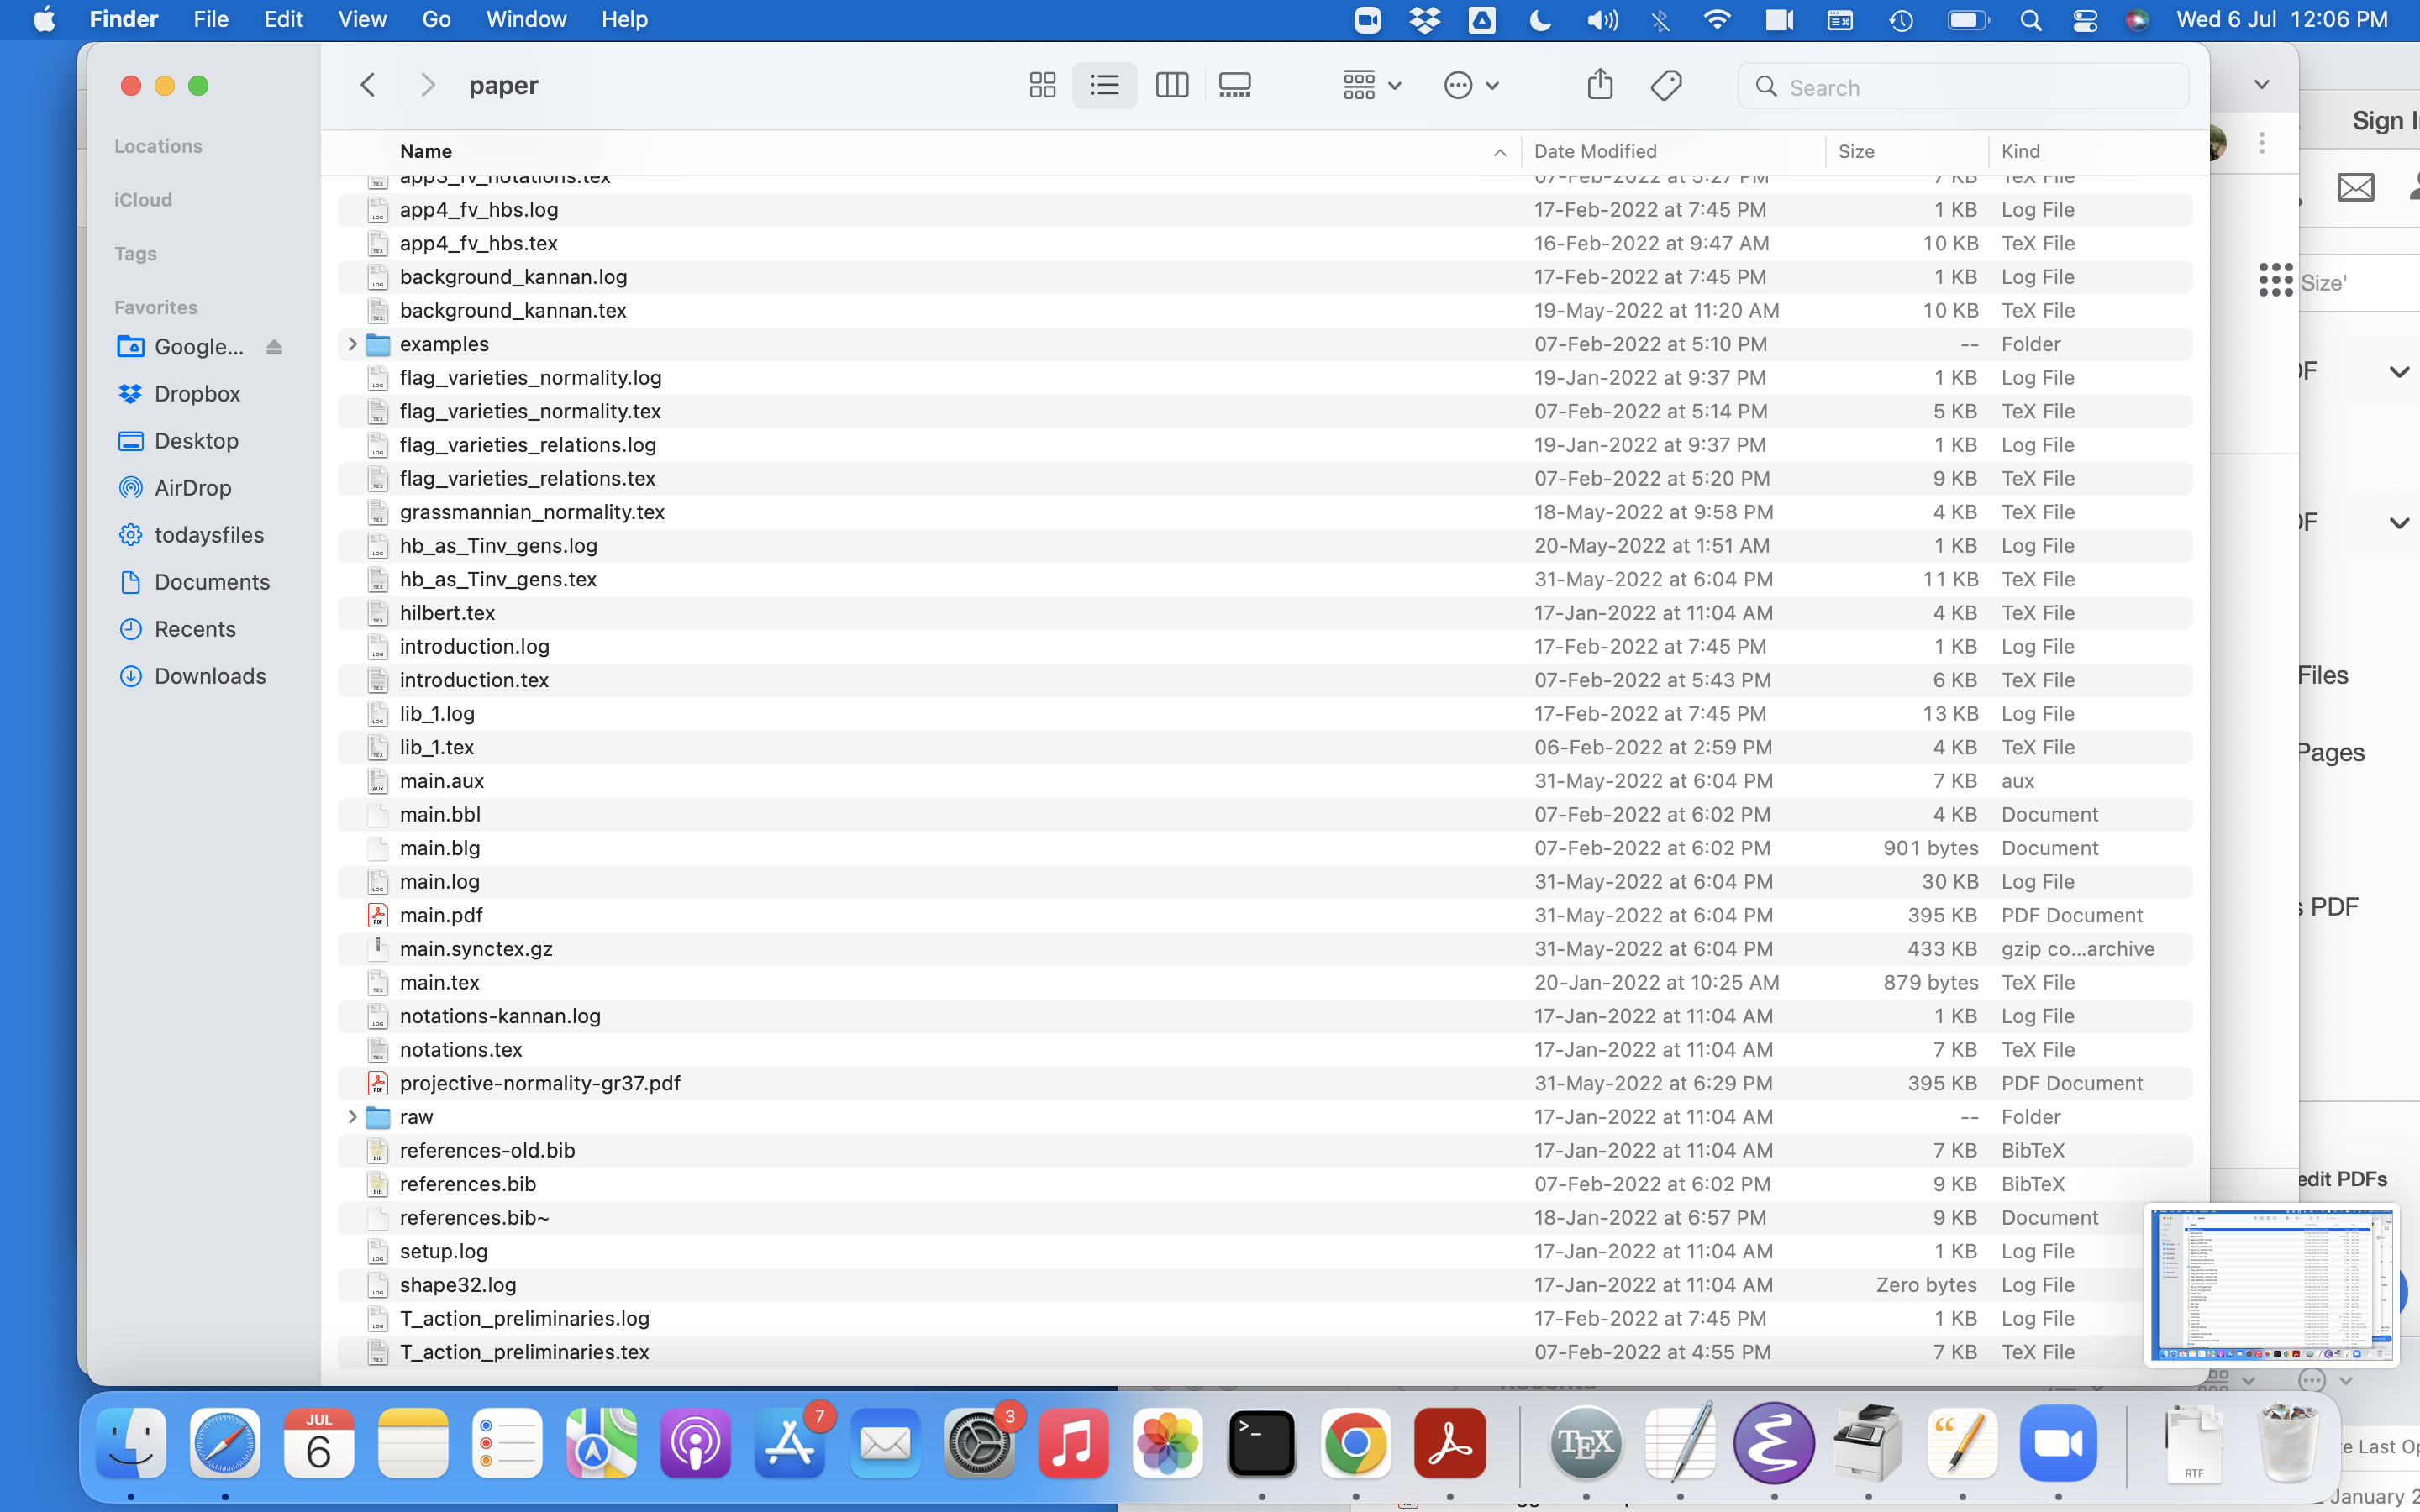 Finder File Edit View Go Window Help Wed 6 Jul 12:06 PM
paper Search
Locations
iCloud
Tags
Favorites
Google...
Dropbox
Desktop
AirDrop
todaysfiles
Documents
Recents
Downloads
Name Date Modified Size Kind
app3_fv_notations.tex 07-Feb-2022 at 5:27 PM 7 KB TeX File
app4_fv_hbs.log 17-Feb-2022 at 7:45 PM 1 KB Log File
app4_fv_hbs.tex 16-Feb-2022 at 9:47 AM 10 KB TeX File
background_kannan.log 17-Feb-2022 at 7:45 PM 1 KB Log File
background_kannan.tex 19-May-2022 at 11:20 AM 10 KB TeX File
examples 07-Feb-2022 at 5:10 PM -- Folder
flag_varieties_normality.log 19-Jan-2022 at 9:37 PM 1 KB Log File
flag_varieties_normality.tex 07-Feb-2022 at 5:14 PM 5 KB TeX File
flag_varieties_relations.log 19-Jan-2022 at 9:37 PM 1 KB Log File
flag_varieties_relations.tex 07-Feb-2022 at 5:20 PM 9 KB TeX File
grassmannian_normality.tex 18-May-2022 at 9:58 PM 4 KB TeX File
hb_as_Tinv_gens.log 20-May-2022 at 1:51 AM 1 KB Log File
hb_as_Tinv_gens.tex 31-May-2022 at 6:04 PM 11 KB TeX File
hilbert.tex 17-Jan-2022 at 11:04 AM 4 KB TeX File
introduction.log 17-Feb-2022 at 7:45 PM 1 KB Log File
introduction.tex 07-Feb-2022 at 5:43 PM 6 KB TeX File
lib_1.log 17-Feb-2022 at 7:45 PM 13 KB Log File
lib_1.tex 06-Feb-2022 at 2:59 PM 4 KB TeX File
main.aux 31-May-2022 at 6:04 PM 7 KB aux
main.bbl 07-Feb-2022 at 6:02 PM 4 KB Document
main.blg 07-Feb-2022 at 6:02 PM 901 bytes Document
main.log 31-May-2022 at 6:04 PM 30 KB Log File
main.pdf 31-May-2022 at 6:04 PM 395 KB PDF Document
main.synctex.gz 31-May-2022 at 6:04 PM 433 KB gzip co...archive
main.tex 20-Jan-2022 at 10:25 AM 879 bytes TeX File
notations-kannan.log 17-Jan-2022 at 11:04 AM 1 KB Log File
notations.tex 17-Jan-2022 at 11:04 AM 7 KB TeX File
projective-normality-gr37.pdf 31-May-2022 at 6:29 PM 395 KB PDF Document
raw 17-Jan-2022 at 11:04 AM -- Folder
references-old.bib 17-Jan-2022 at 11:04 AM 7 KB BibTeX
references.bib 07-Feb-2022 at 6:02 PM 9 KB BibTeX
references.bib~ 18-Jan-2022 at 6:57 PM 9 KB Document
setup.log 17-Jan-2022 at 11:04 AM 1 KB Log File
shape32.log 17-Jan-2022 at 11:04 AM Zero bytes Log File
T_action_preliminaries.log 17-Feb-2022 at 7:45 PM 1 KB Log File
T_action_preliminaries.tex 07-Feb-2022 at 4:55 PM 7 KB TeX File
Sign I
Size'
DF
DF
Files
Pages
s PDF
edit PDFs
te Last Op
January 2
JUL
6
7
3
TEX
RTF